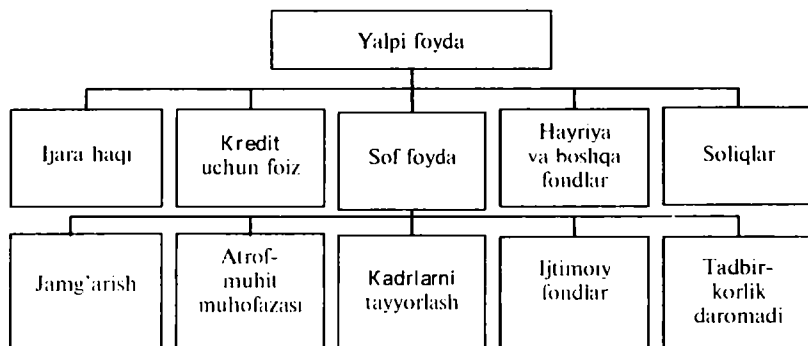 Yalpi foyda
Ijara haqi
Kredit
uchun foiz
Sof foyda
Hayriya
va boshqa
fondlar
Soliqlar
Jamg'arish
Atrof-
muhit
muhofazası
Kadrlarni
tayyorlash
Ijtimoiy
fondlar
Tadbir-
korlik
daromadi